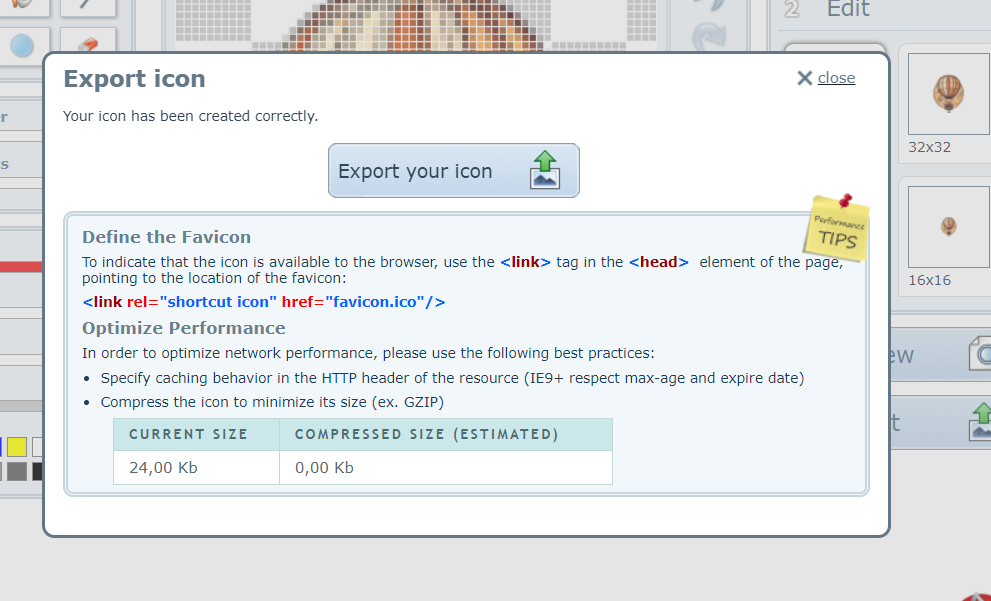 2 Edit
Export icon
close
Your icon has been created correctly.
Export your icon
Performance
TIPS
Define the Favicon
To indicate that the icon is available to the browser, use the <link> tag in the <head> element of the page,
pointing to the location of the favicon:
<link rel="shortcut icon" href="favicon.ico"/>
Optimize Performance
In order to optimize network performance, please use the following best practices:
• Specify caching behavior in the HTTP header of the resource (IE9+ respect max-age and expire date)
• Compress the icon to minimize its size (ex. GZIP)
CURRENT SIZE COMPRESSED SIZE (ESTIMATED)
24,00 Kb 0,00 Kb
32x32
16x16